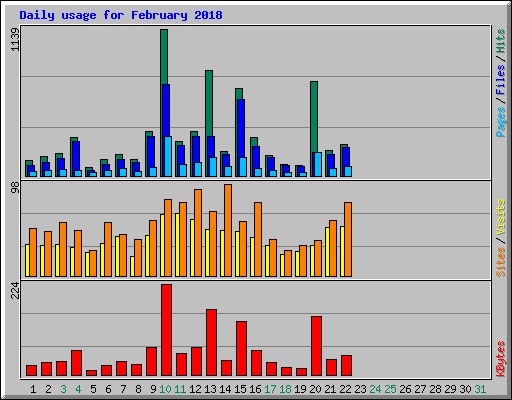 Daily usage for February 2018
1139
98
224
Pages / Files / Hits
Sites / Visits
KBytes
1 2 3 4 5 6 7 8 9 10 11 12 13 14 15 16 17 18 19 20 21 22 23 24 25 26 27 28 29 30 31